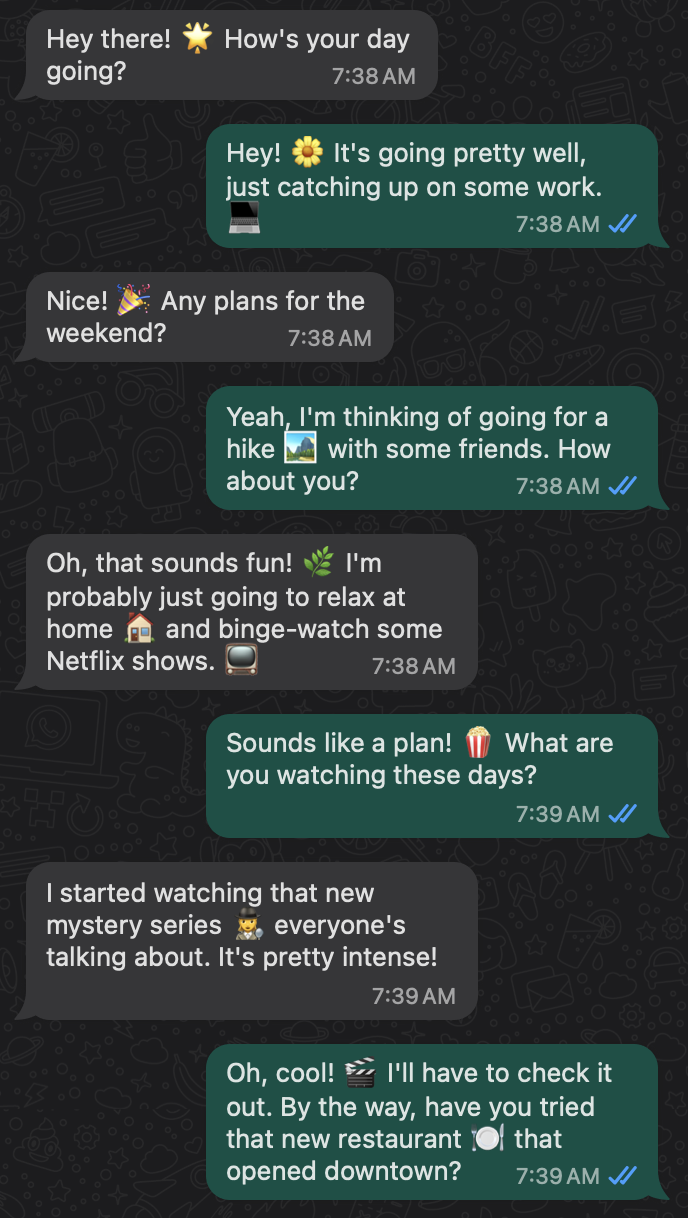 Hey there! 🌟 How's your day
going?
7:38 AM
Hey! 🌼 It's going pretty well,
just catching up on some work.
💻
7:38 AM
Nice! 🎉 Any plans for the
weekend?
7:38 AM
Yeah, I'm thinking of going for a
hike 🏞️ with some friends. How
about you?
7:38 AM
Oh, that sounds fun! 🌿 I'm
probably just going to relax at
home 🏠 and binge-watch some
Netflix shows. 📺
7:38 AM
Sounds like a plan! 🍿 What are
you watching these days?
7:39 AM
I started watching that new
mystery series 🕵️‍♀️ everyone's
talking about. It's pretty intense!
7:39 AM
Oh, cool! 🎬 I'll have to check it
out. By the way, have you tried
that new restaurant 🍽️ that
opened downtown?
7:39 AM